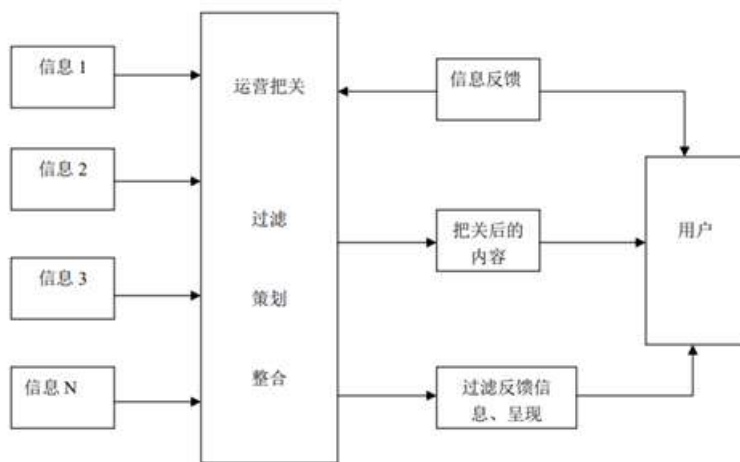 信息 1
信息 2
信息 3
信息 N
运营把关
过滤
策划
整合
信息反馈
把关后的
内容
过滤反馈信
息、呈现
用户